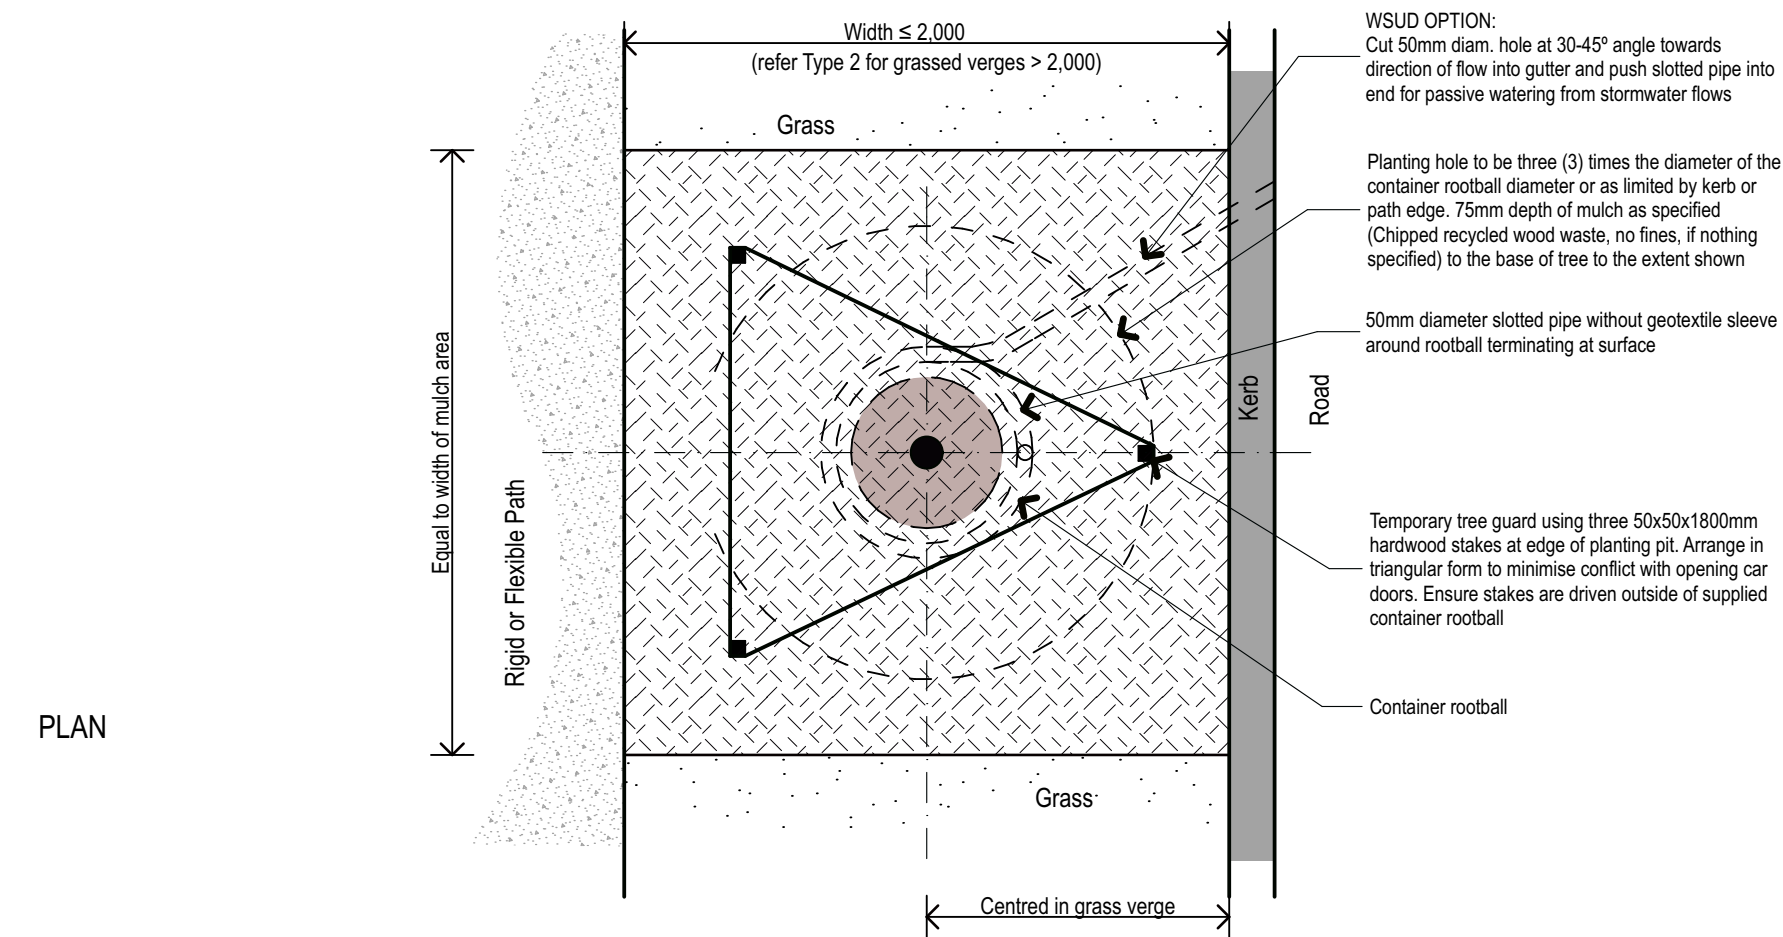 Width ≤ 2,000
(refer Type 2 for grassed verges > 2,000)
Grass
WSUD OPTION:
Cut 50mm diam. hole at 30-45º angle towards
direction of flow into gutter and push slotted pipe into
end for passive watering from stormwater flows
Planting hole to be three (3) times the diameter of the
container rootball diameter or as limited by kerb or
path edge. 75mm depth of mulch as specified
(Chipped recycled wood waste, no fines, if nothing
specified) to the base of tree to the extent shown
50mm diameter slotted pipe without geotextile sleeve
around rootball terminating at surface
Equal to width of mulch area
Rigid or Flexible Path
Kerb
Road
Temporary tree guard using three 50x50x1800mm
hardwood stakes at edge of planting pit. Arrange in
triangular form to minimise conflict with opening car
doors. Ensure stakes are driven outside of supplied
container rootball
Container rootball
PLAN
Grass
Centred in grass verge